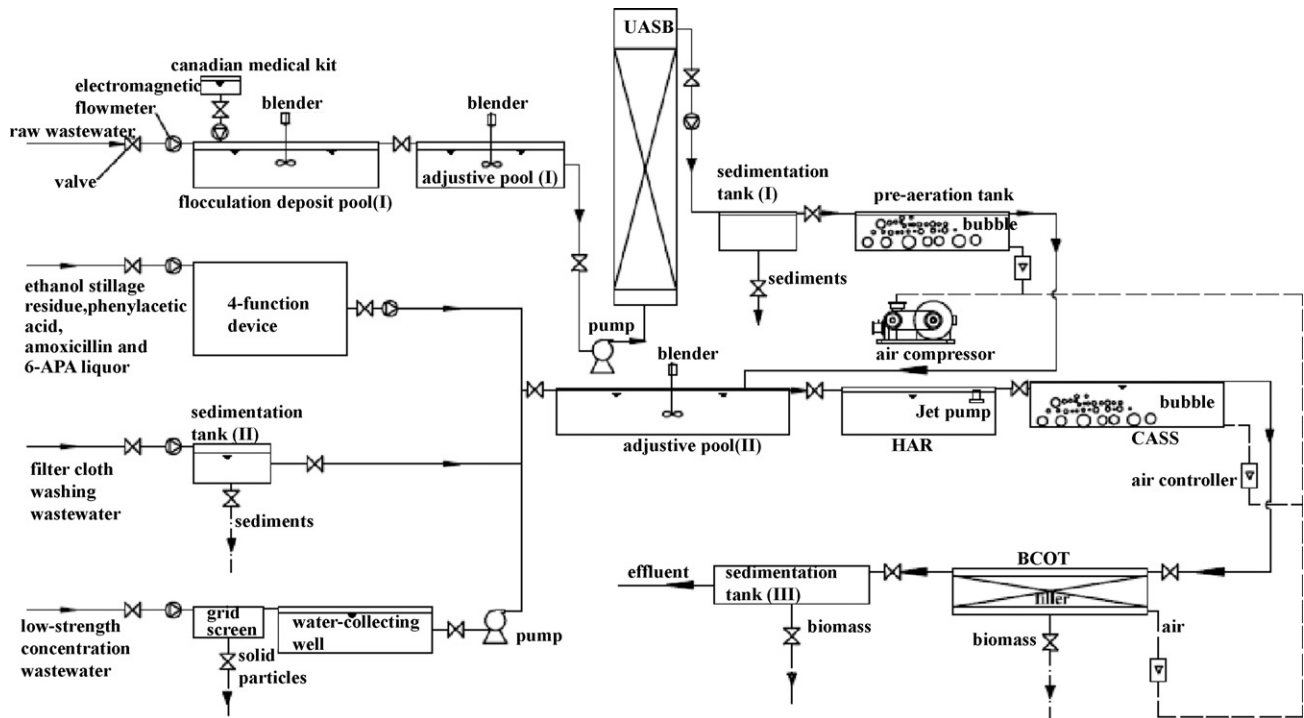 UASB
canadian medical kit
electromagnetic
flowmeter
blender
blender
raw wastewater
valve
flocculation deposit pool(I)
adjustive pool (I)
sedimentation
tank (I)
pre-aeration tank
bubble
sediments
ethanol stillage
residue,phenylacetic
acid,
amoxicillin and
6-APA liquor
4-function
device
pump
blender
air compressor
adjustive pool(II)
Jet pump
HAR
bubble
CASS
sedimentation
tank (II)
filter cloth
washing
wastewater
sediments
air controller
effluent
sedimentation
tank (III)
biomass
BCOT
filler
biomass
air
low-strength
concentration
wastewater
grid
screen
water-collecting
well
pump
solid
particles